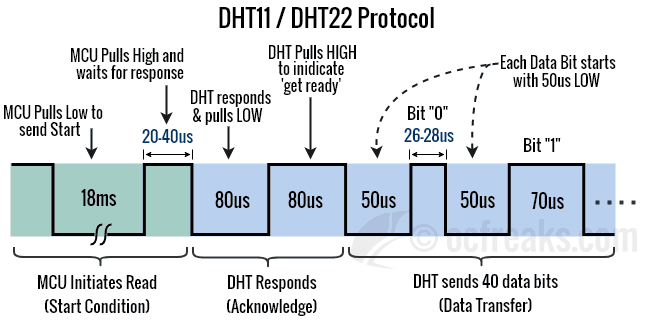 DHT11 / DHT22 Protocol
MCU Pulls High and
waits for response
DHT Pulls HIGH
to inidicate
'get ready'
Each Data Bit starts
with 50us LOW
MCU Pulls Low to
send Start
DHT responds
& pulls LOW
20-40us
Bit "0"
26-28us
Bit "1"
18ms
80us
80us
50us
50us
70us
© ocfreaks.com
MCU Initiates Read
(Start Condition)
DHT Responds
(Acknowledge)
DHT sends 40 data bits
(Data Transfer)